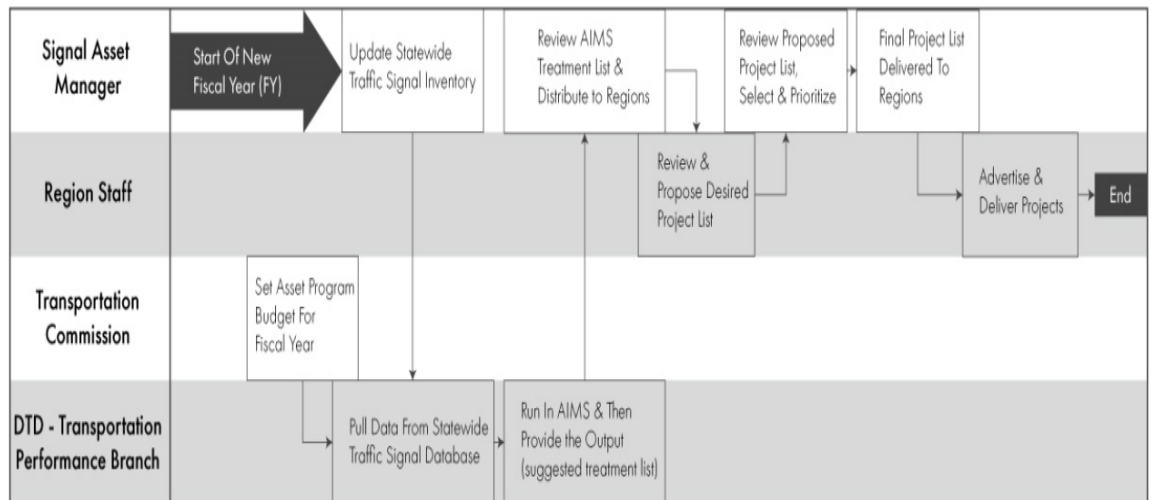 Signal Asset
Manager
Start Of New
Fiscal Year (FY)
Update Statewide
Traffic Signal Inventory
Review AIMS
Treatment List &
Distribute to Regions
Review Proposed
Project List,
Select & Prioritize
Final Project List
Delivered To
Regions
Region Staff
Review &
Propose Desired
Project List
Advertise &
Deliver Projects
End
Transportation
Commission
Set Asset Program
Budget For
Fiscal Year
DTD - Transportation
Performance Branch
Pull Data From Statewide
Traffic Signal Database
Run In AIMS & Then
Provide the Output
(suggested treatment list)